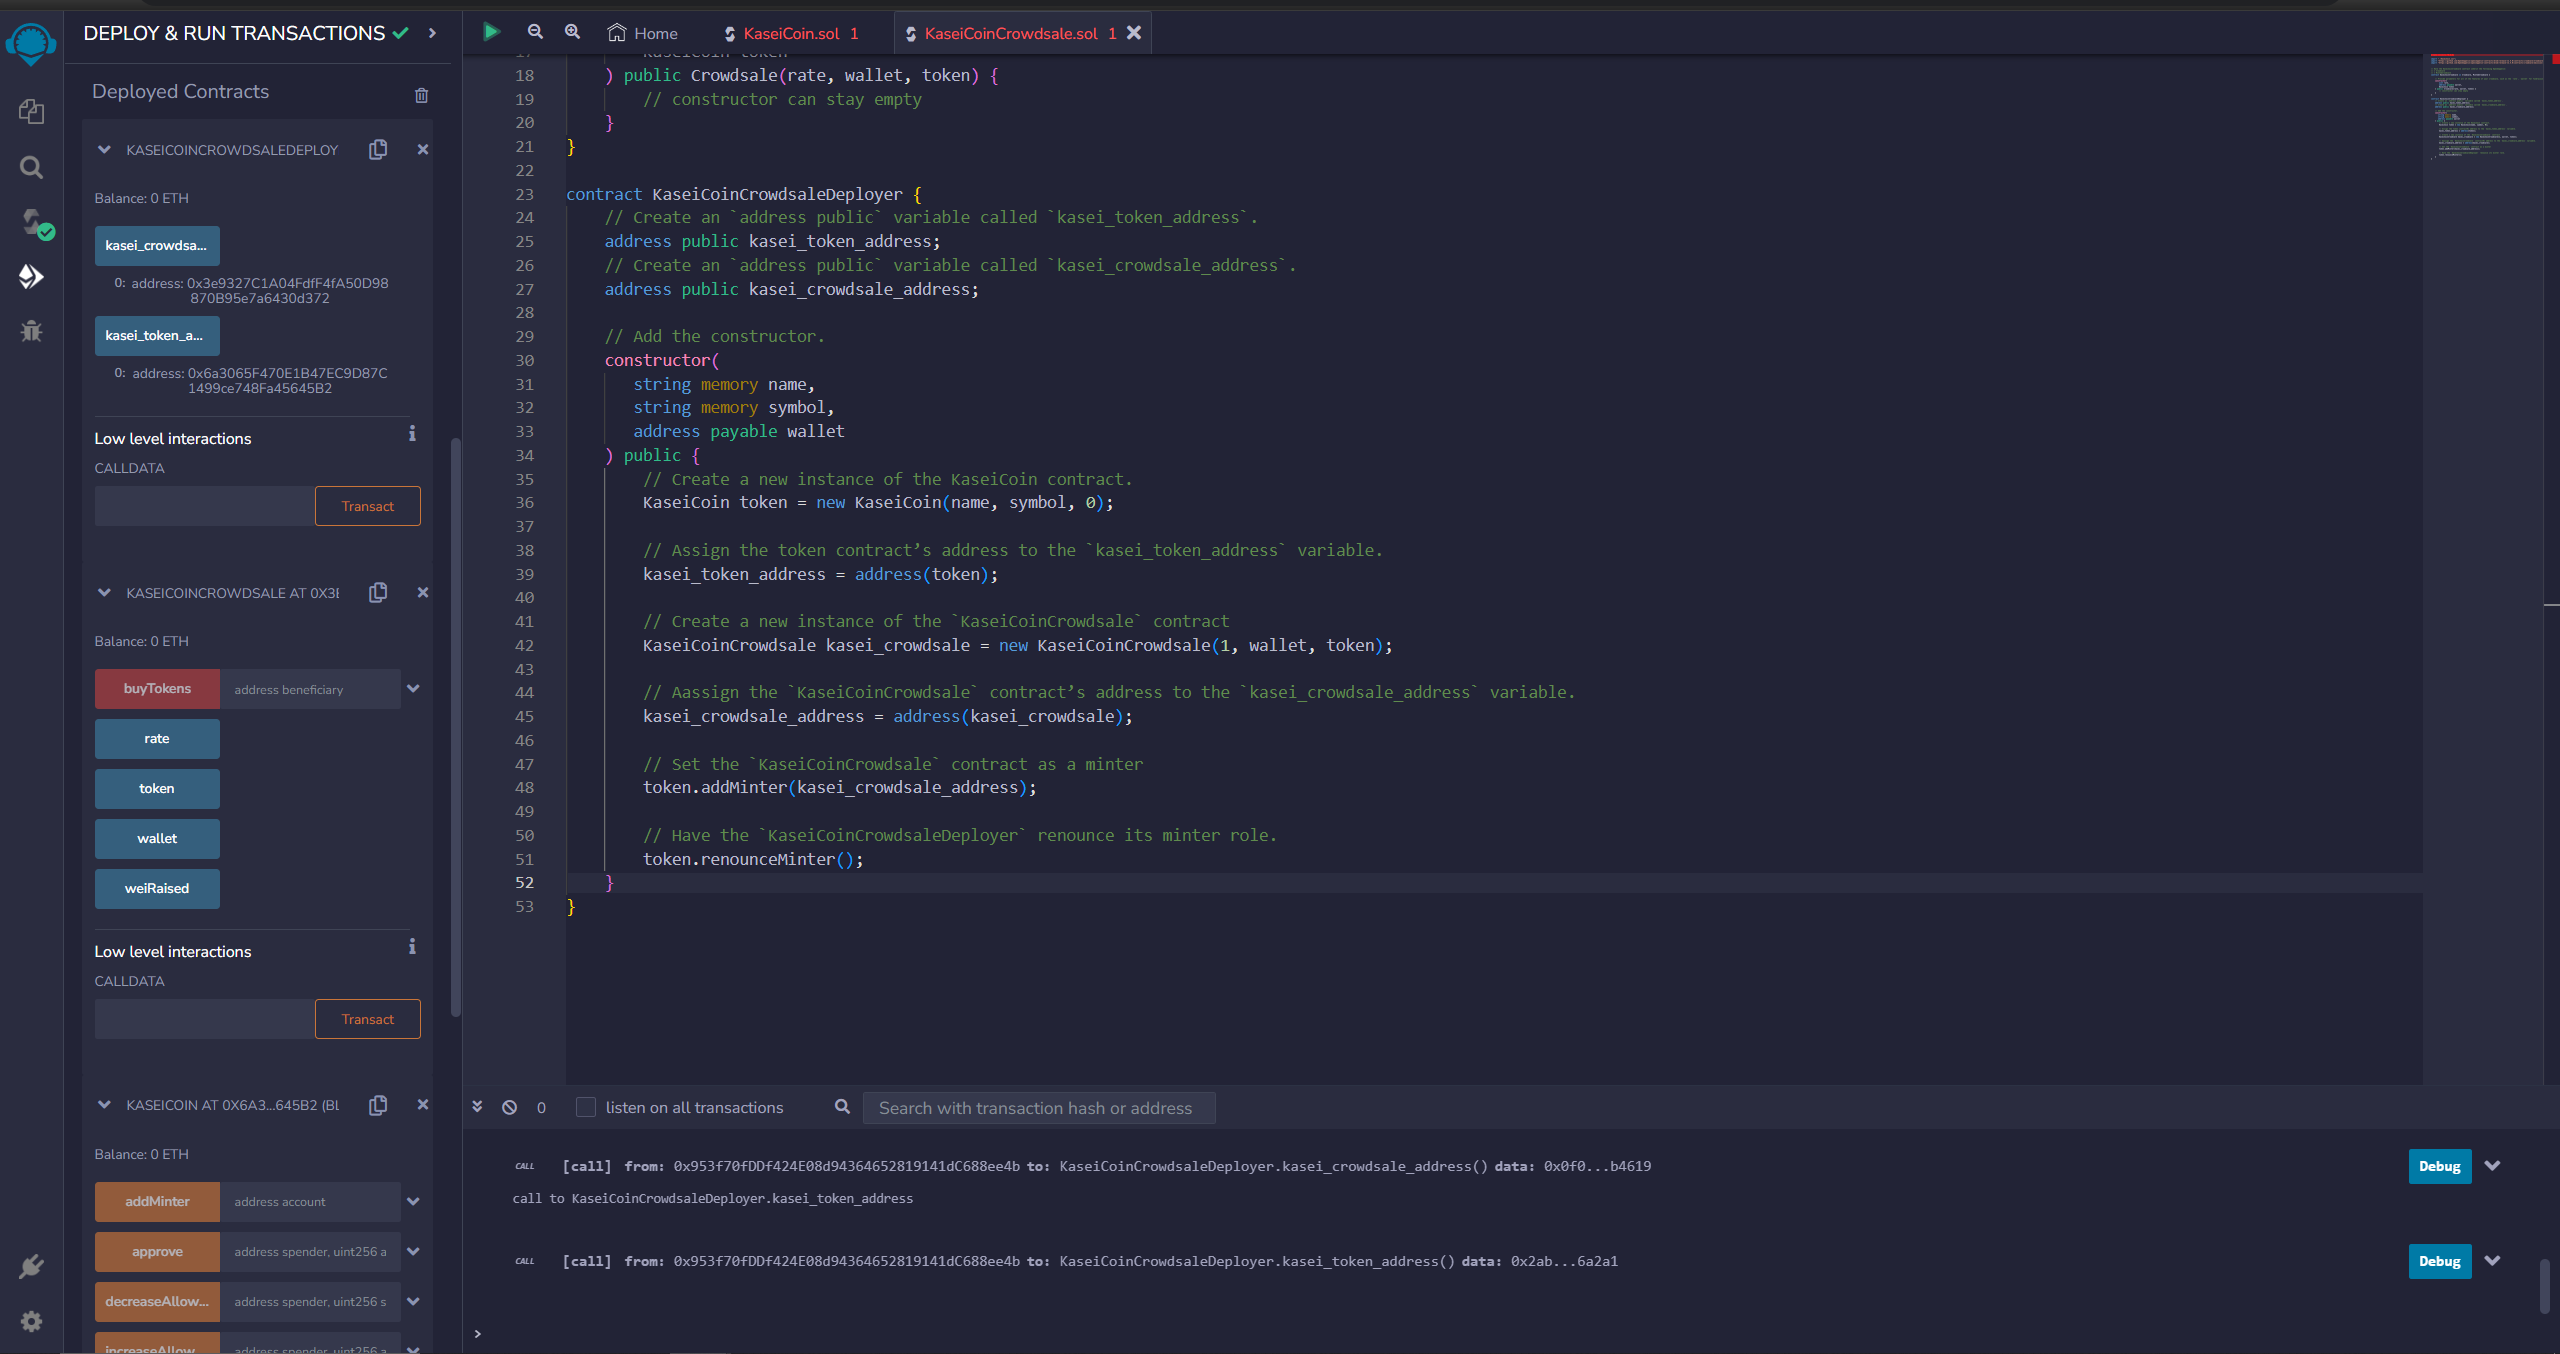 DEPLOY & RUN TRANSACTIONS
Deployed Contracts
KASEICOINCROWDSALEDEPLOY
Balance: 0 ETH
kasei_crowdsa...
0: address: 0x3e9327C1A04FdfF4fA50D98
870B95e7a6430d372
kasei_token_a...
0: address: 0x6a3065F470E1B47EC9D87C
1499ce748Fa45645B2
Low level interactions
CALLDATA
Transact
KASEICOINCROWDSALE AT 0X3E
Balance: 0 ETH
buyTokens address beneficiary
rate
token
wallet
weiRaised
Low level interactions
CALLDATA
Transact
KASEICOIN AT 0X6A3...645B2 (BL
Balance: 0 ETH
addMinter address account
approve address spender, uint256 a
decreaseAllow... address spender, uint256 s
increaseAllow address spender, uint256 a
Home KaseiCoin.sol 1 KaseiCoinCrowdsale.sol 1
17 KaseiCoin token
18 ) public Crowdsale(rate, wallet, token) {
19 // constructor can stay empty
20 }
21 }
22
23 contract KaseiCoinCrowdsaleDeployer {
24 // Create an `address public` variable called `kasei_token_address`.
25 address public kasei_token_address;
26 // Create an `address public` variable called `kasei_crowdsale_address`.
27 address public kasei_crowdsale_address;
28
29 // Add the constructor.
30 constructor(
31 string memory name,
32 string memory symbol,
33 address payable wallet
34 ) public {
35 // Create a new instance of the KaseiCoin contract.
36 KaseiCoin token = new KaseiCoin(name, symbol, 0);
37
38 // Assign the token contract’s address to the `kasei_token_address` variable.
39 kasei_token_address = address(token);
40
41 // Create a new instance of the `KaseiCoinCrowdsale` contract
42 KaseiCoinCrowdsale kasei_crowdsale = new KaseiCoinCrowdsale(1, wallet, token);
43
44 // Aassign the `KaseiCoinCrowdsale` contract’s address to the `kasei_crowdsale_address` variable.
45 kasei_crowdsale_address = address(kasei_crowdsale);
46
47 // Set the `KaseiCoinCrowdsale` contract as a minter
48 token.addMinter(kasei_crowdsale_address);
49
50 // Have the `KaseiCoinCrowdsaleDeployer` renounce its minter role.
51 token.renounceMinter();
52 }
53 }
0 listen on all transactions Search with transaction hash or address
CALL [call] from: 0x953f70fDDf424E08d94364652819141dC688ee4b to: KaseiCoinCrowdsaleDeployer.kasei_crowdsale_address() data: 0x0f0...b4619 Debug
call to KaseiCoinCrowdsaleDeployer.kasei_token_address
CALL [call] from: 0x953f70fDDf424E08d94364652819141dC688ee4b to: KaseiCoinCrowdsaleDeployer.kasei_token_address() data: 0x2ab...6a2a1 Debug
>